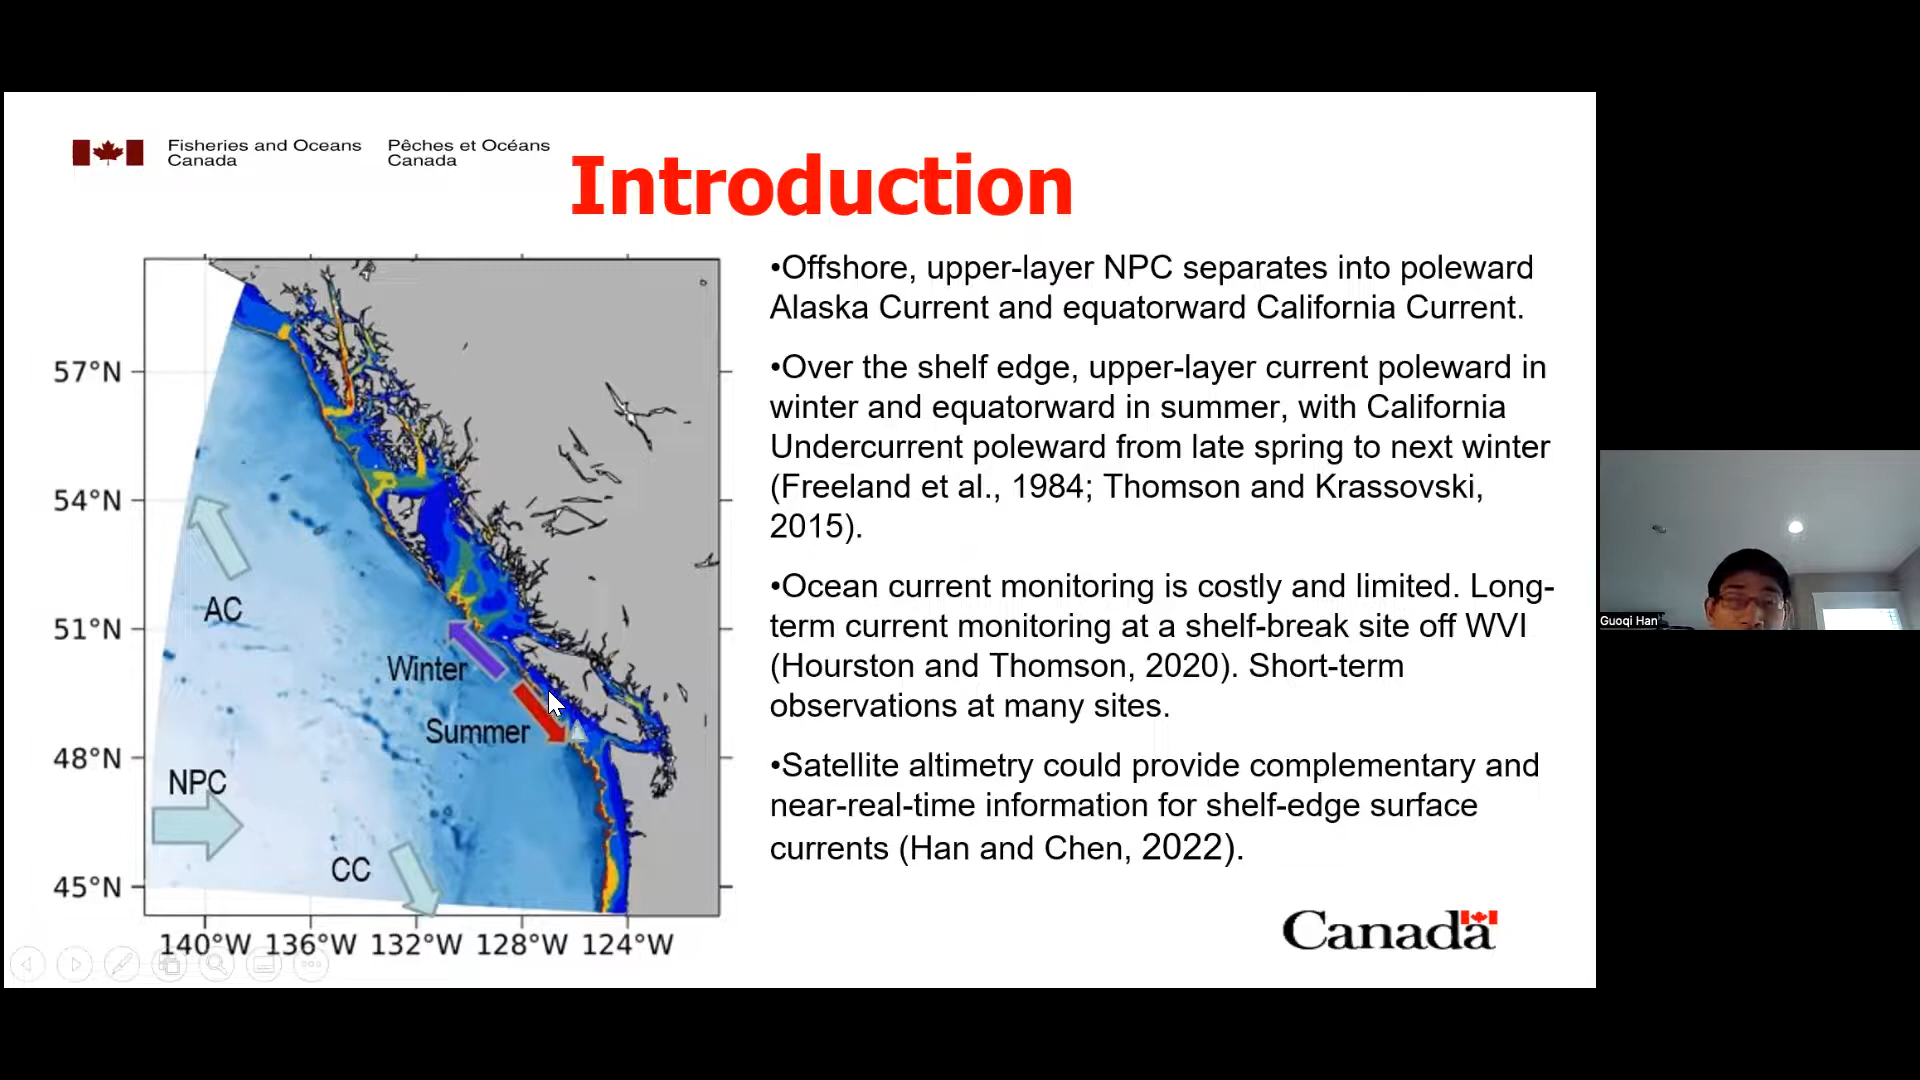 Fisheries and Oceans
Canada
Pêches et Océans
Canada
Introduction
•Offshore, upper-layer NPC separates into poleward
Alaska Current and equatorward California Current.
•Over the shelf edge, upper-layer current poleward in
winter and equatorward in summer, with California
Undercurrent poleward from late spring to next winter
(Freeland et al., 1984; Thomson and Krassovski,
2015).
•Ocean current monitoring is costly and limited. Long-
term current monitoring at a shelf-break site off WVI
(Hourston and Thomson, 2020). Short-term
observations at many sites.
•Satellite altimetry could provide complementary and
near-real-time information for shelf-edge surface
currents (Han and Chen, 2022).
57°N
54°N
51°N
48°N
45°N
AC
Winter
Summer
NPC
CC
140°W 136°W 132°W 128°W 124°W
Canada
Guoqi Han